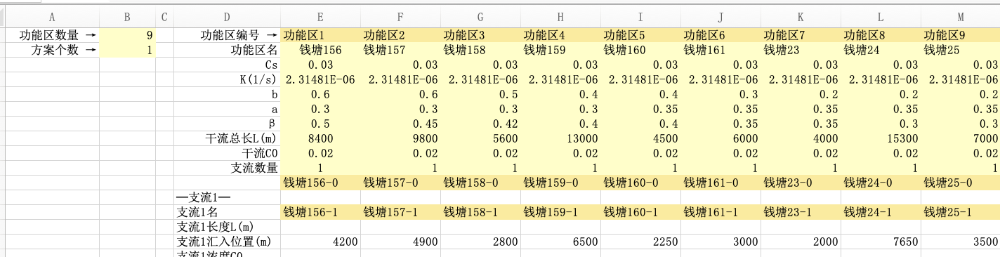 A B C D E F G H I J K L M
功能区数量 → 9 功能区编号 → 功能区1 功能区2 功能区3 功能区4 功能区5 功能区6 功能区7 功能区8 功能区9
方案个数 → 1 功能区名 钱塘156 钱塘157 钱塘158 钱塘159 钱塘160 钱塘161 钱塘23 钱塘24 钱塘25
Cs 0.03 0.03 0.03 0.03 0.03 0.03 0.03 0.03 0.03
K(1/s) 2.31481E-06 2.31481E-06 2.31481E-06 2.31481E-06 2.31481E-06 2.31481E-06 2.31481E-06 2.31481E-06 2.31481E-06
b 0.6 0.6 0.5 0.4 0.4 0.3 0.2 0.2 0.2
a 0.3 0.3 0.3 0.3 0.35 0.35 0.35 0.35 0.35
β 0.5 0.45 0.42 0.4 0.4 0.35 0.35 0.3 0.3
干流总长L(m) 8400 9800 5600 13000 4500 6000 4000 15300 7000
干流C0 0.02 0.02 0.02 0.02 0.02 0.02 0.02 0.02 0.02
支流数量 1 1 1 1 1 1 1 1 1
钱塘156-0 钱塘157-0 钱塘158-0 钱塘159-0 钱塘160-0 钱塘161-0 钱塘23-0 钱塘24-0 钱塘25-0
—支流1—
支流1名 钱塘156-1 钱塘157-1 钱塘158-1 钱塘159-1 钱塘160-1 钱塘161-1 钱塘23-1 钱塘24-1 钱塘25-1
支流1长度L(m)
支流1汇入位置(m) 4200 4900 2800 6500 2250 3000 2000 7650 3500
支流1浓度C0